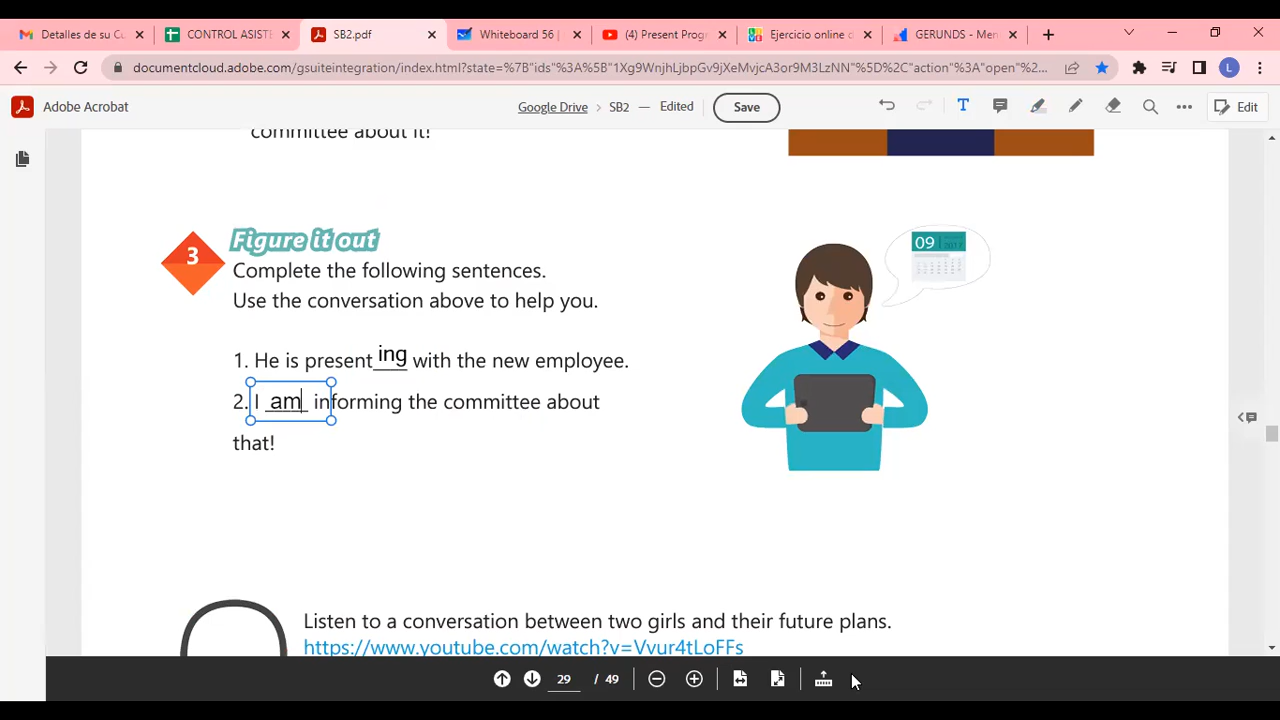 Detalles de su Cu
CONTROL ASISTE
SB2.pdf
Whiteboard 56 |
(4) Present Prog
Ejercicio online d
GERUNDS - Men
documentcloud.adobe.com/gsuiteintegration/index.html?state=%7B"ids"%3A%5B"1Xg9WnjhLjbpGv9jXeMvjcA3or9M3LzNN"%5D%2C"action"%3A"open"%2...
L
Adobe Acrobat
Google Drive > SB2 — Edited
Save
T
Edit
committee about it!
3
Figure it out
Complete the following sentences.
Use the conversation above to help you.
09
2017
1. He is present ing with the new employee.
2. I am informing the committee about
that!
Listen to a conversation between two girls and their future plans.
https://www.youtube.com/watch?v=Vvur4tLoFFs
29 / 49